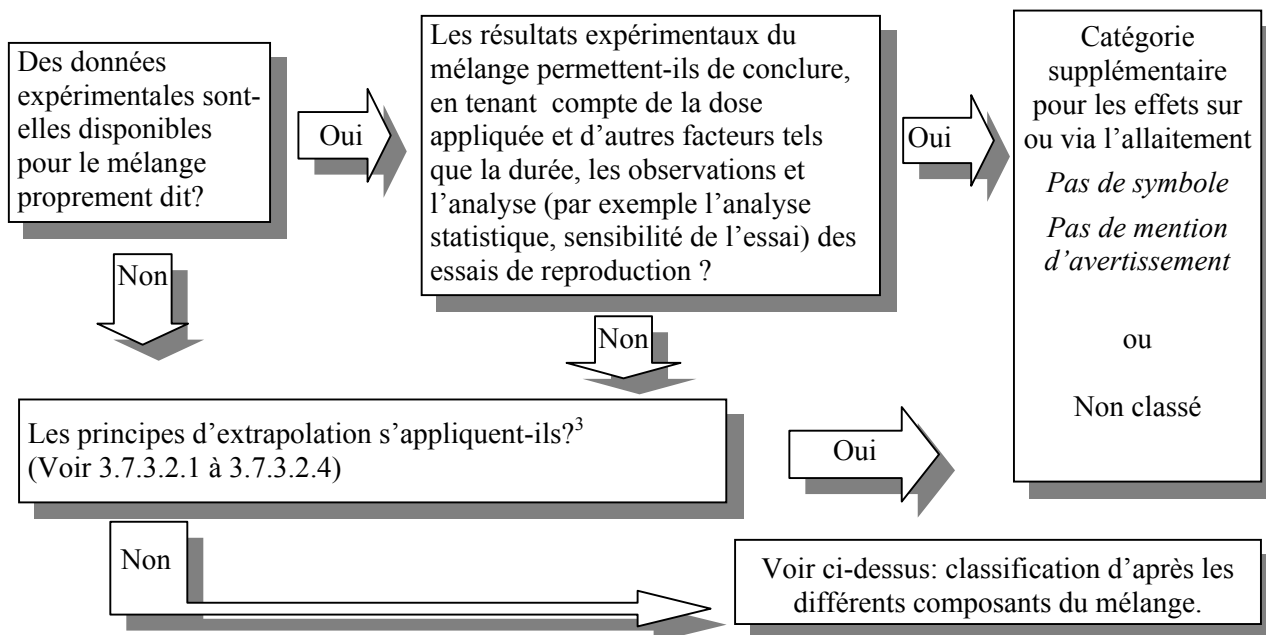 Des données
expérimentales sont-
elles disponibles
pour le mélange
proprement dit?
Oui
Les résultats expérimentaux du
mélange permettent-ils de conclure,
en tenant compte de la dose
appliquée et d'autres facteurs tels
que la durée, les observations et
l'analyse (par exemple l'analyse
statistique, sensibilité de l'essai) des
essais de reproduction ?
Oui
Catégorie
supplémentaire
pour les effets sur
ou via l'allaitement
Pas de symbole
Pas de mention
d'avertissement
ou
Non classé
Non
Non
Les principes d'extrapolation s'appliquent-ils?³
(Voir 3.7.3.2.1 à 3.7.3.2.4)
Oui
Non
Voir ci-dessus: classification d'après les
différents composants du mélange.